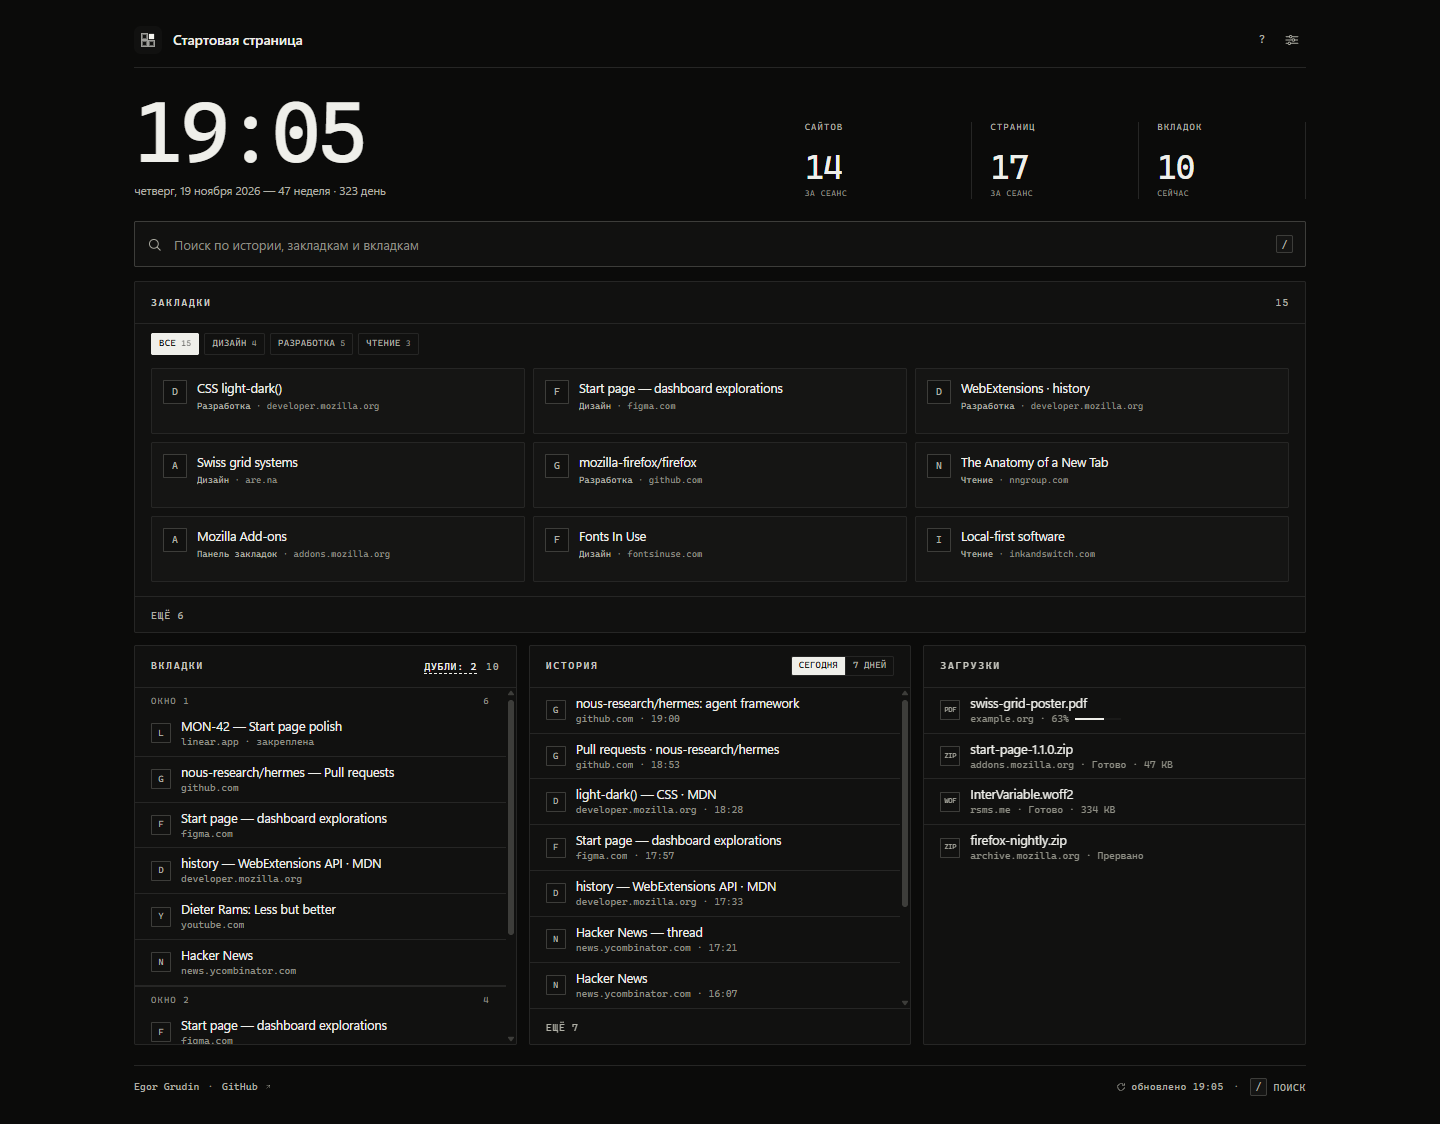 Стартовая страница
?
19:05
четверг, 19 ноября 2026 — 47 неделя · 323 день
САЙТОВ
14
ЗА СЕАНС
СТРАНИЦ
17
ЗА СЕАНС
ВКЛАДОК
10
СЕЙЧАС
Поиск по истории, закладкам и вкладкам
/
ЗАКЛАДКИ
15
ВСЕ 15
ДИЗАЙН 4
РАЗРАБОТКА 5
ЧТЕНИЕ 3
D
CSS light-dark()
Разработка · developer.mozilla.org
F
Start page — dashboard explorations
Дизайн · figma.com
D
WebExtensions · history
Разработка · developer.mozilla.org
A
Swiss grid systems
Дизайн · are.na
G
mozilla-firefox/firefox
Разработка · github.com
N
The Anatomy of a New Tab
Чтение · nngroup.com
A
Mozilla Add-ons
Панель закладок · addons.mozilla.org
F
Fonts In Use
Дизайн · fontsinuse.com
I
Local-first software
Чтение · inkandswitch.com
ЕЩЁ 6
ВКЛАДКИ
ДУБЛИ: 2 10
ОКНО 1
6
L
MON-42 — Start page polish
linear.app · закреплена
G
nous-research/hermes — Pull requests
github.com
F
Start page — dashboard explorations
figma.com
D
history — WebExtensions API · MDN
developer.mozilla.org
Y
Dieter Rams: Less but better
youtube.com
N
Hacker News
news.ycombinator.com
ОКНО 2
4
F
Start page — dashboard explorations
figma.com
ИСТОРИЯ
СЕГОДНЯ
7 ДНЕЙ
G
nous-research/hermes: agent framework
github.com · 19:00
G
Pull requests · nous-research/hermes
github.com · 18:53
D
light-dark() — CSS · MDN
developer.mozilla.org · 18:28
F
Start page — dashboard explorations
figma.com · 17:57
D
history — WebExtensions API · MDN
developer.mozilla.org · 17:33
N
Hacker News — thread
news.ycombinator.com · 17:21
N
Hacker News
news.ycombinator.com · 16:07
ЕЩЁ 7
ЗАГРУЗКИ
PDF
swiss-grid-poster.pdf
example.org · 63%
ZIP
start-page-1.1.0.zip
addons.mozilla.org · Готово · 47 KB
WOF
InterVariable.woff2
rsms.me · Готово · 334 KB
ZIP
firefox-nightly.zip
archive.mozilla.org · Прервано
Egor Grudin · GitHub ↗
обновлено 19:05 · / ПОИСК